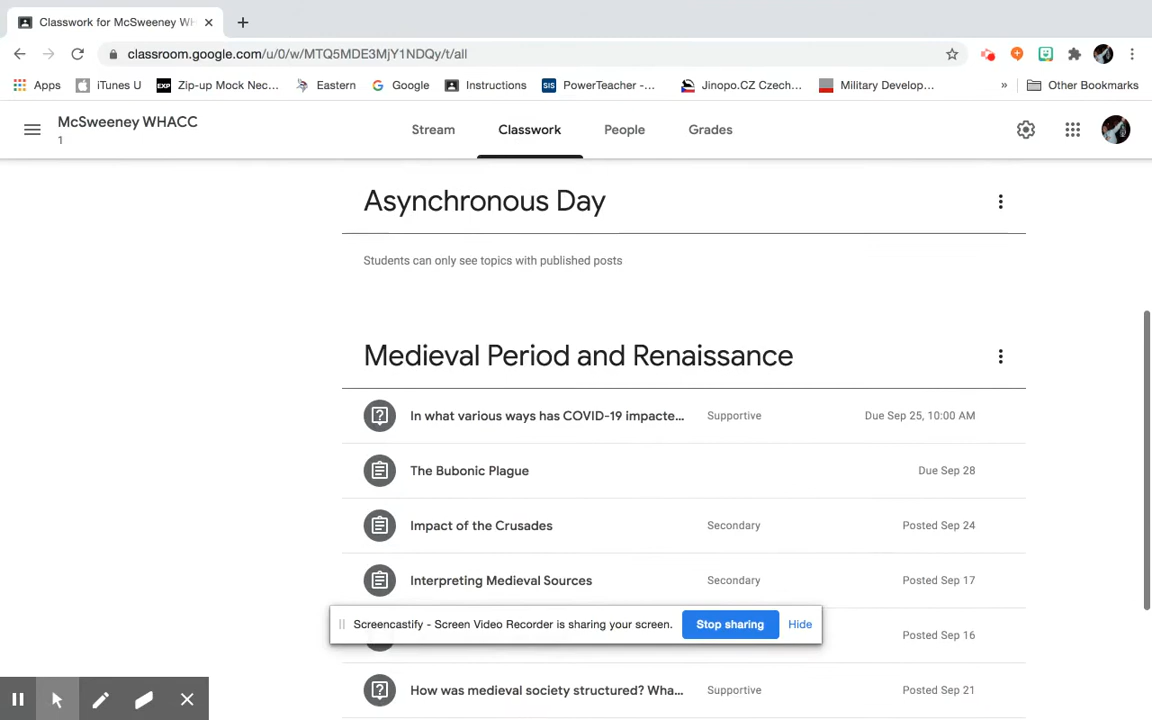 Classwork for McSweeney WH
classroom.google.com/u/0/w/MTQ5MDE3MjY1NDQy/t/all
Apps iTunes U Zip-up Mock Nec... Eastern Google Instructions PowerTeacher -... Jinopo.CZ Czech... Military Develop... » Other Bookmarks
McSweeney WHACC
1
Stream Classwork People Grades
Asynchronous Day
Students can only see topics with published posts
Medieval Period and Renaissance
In what various ways has COVID-19 impacte... Supportive Due Sep 25, 10:00 AM
The Bubonic Plague Due Sep 28
Impact of the Crusades Secondary Posted Sep 24
Interpreting Medieval Sources Secondary Posted Sep 17
Screencastify - Screen Video Recorder is sharing your screen. Stop sharing Hide
Posted Sep 16
How was medieval society structured? Wha... Supportive Posted Sep 21